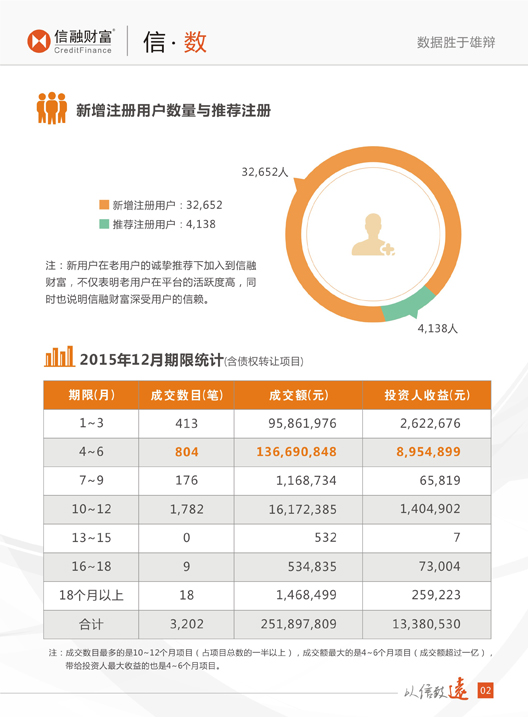 信融财富®
CreditFinance
信·数
数据胜于雄辩
新增注册用户数量与推荐注册
32,652人
新增注册用户：32,652
推荐注册用户：4,138
注：新用户在老用户的诚挚推荐下加入到信融
财富，不仅表明老用户在平台的活跃度高，同
时也说明信融财富深受用户的信赖。
4,138人
2015年12月期限统计(含债权转让项目)
期限(月) 成交数目(笔) 成交额(元) 投资人收益(元)
1~3 413 95,861,976 2,622,676
4~6 804 136,690,848 8,954,899
7~9 176 1,168,734 65,819
10~12 1,782 16,172,385 1,404,902
13~15 0 532 7
16~18 9 534,835 73,004
18个月以上 18 1,468,499 259,223
合计 3,202 251,897,809 13,380,530
注：成交数目最多的是10~12个月项目（占项目总数的一半以上），成交额最大的是4~6个月项目（成交额超过一亿），
带给投资人最大收益的也是4~6个月项目。
以信致遠 02